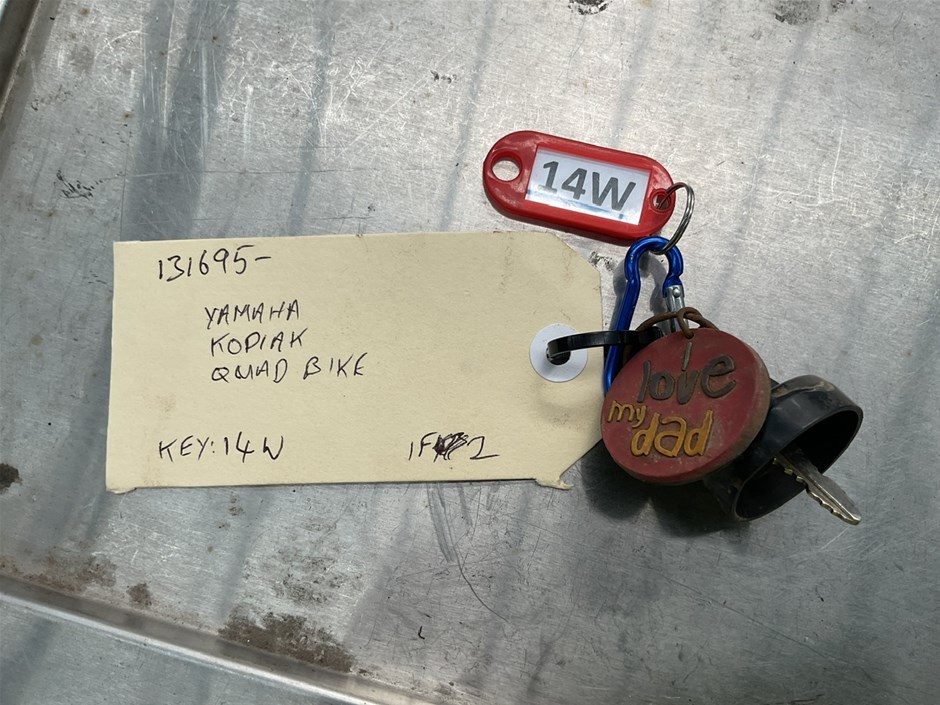 14W
131695-
YAMAHA
KODIAK
QUAD BIKE
KEY: 14W
i
love
my
dad